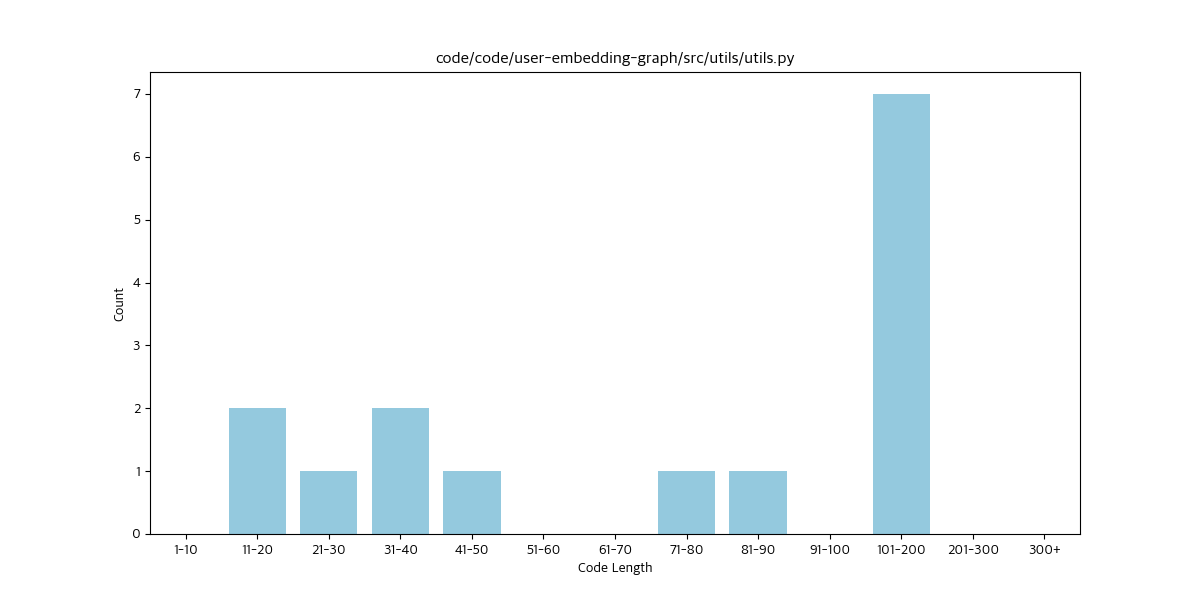 code/code/user-embedding-graph/src/utils/utils.py
7
6
5
4
3
2
1
0
Count
1-10 11-20 21-30 31-40 41-50 51-60 61-70 71-80 81-90 91-100 101-200 201-300 300+
Code Length